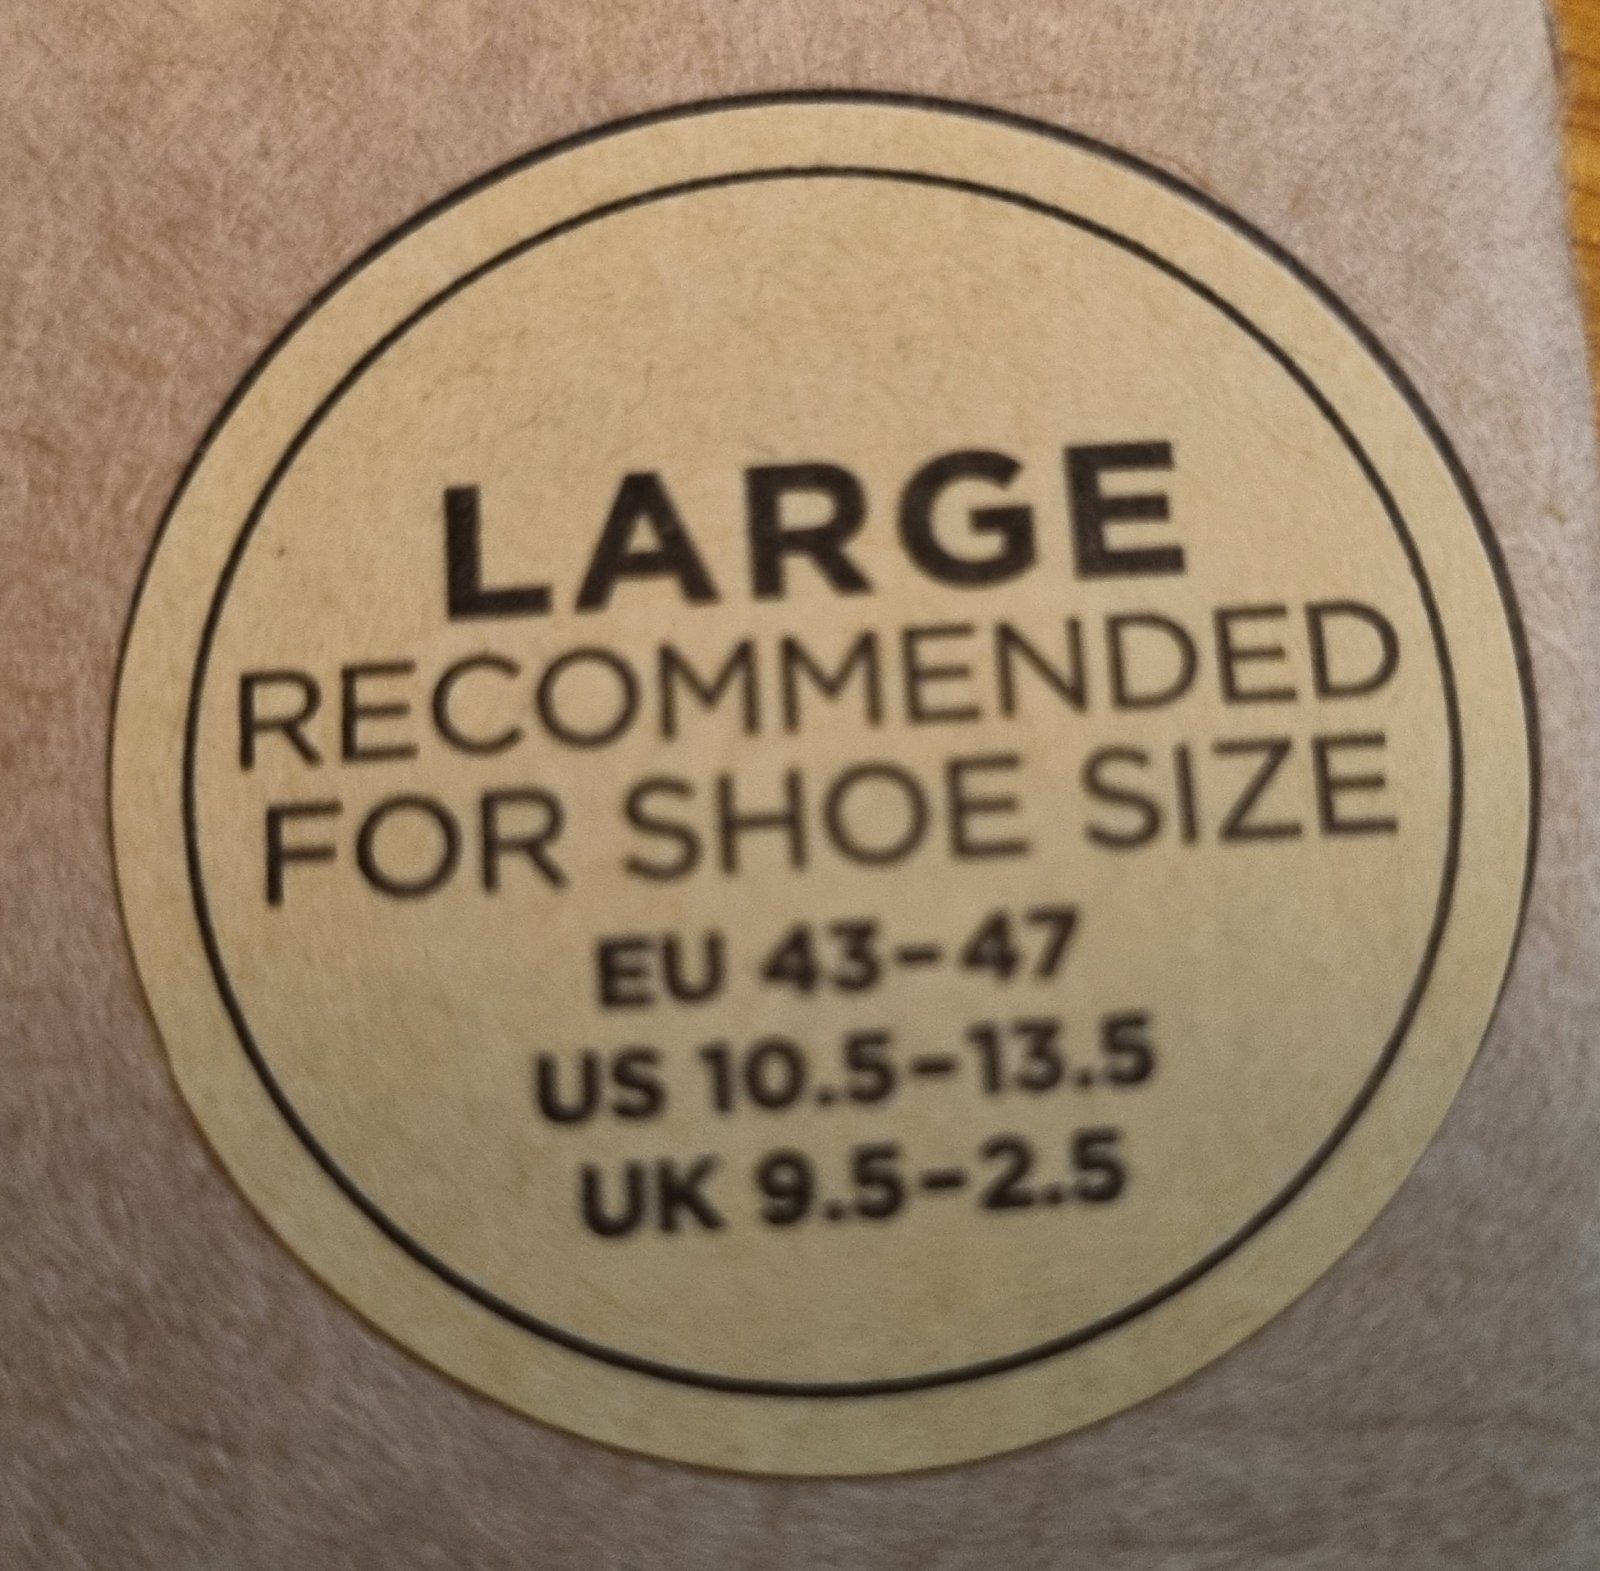 LARGE
RECOMMENDED
FOR SHOE SIZE
EU 43-47
US 10.5-13.5
UK 9.5-2.5